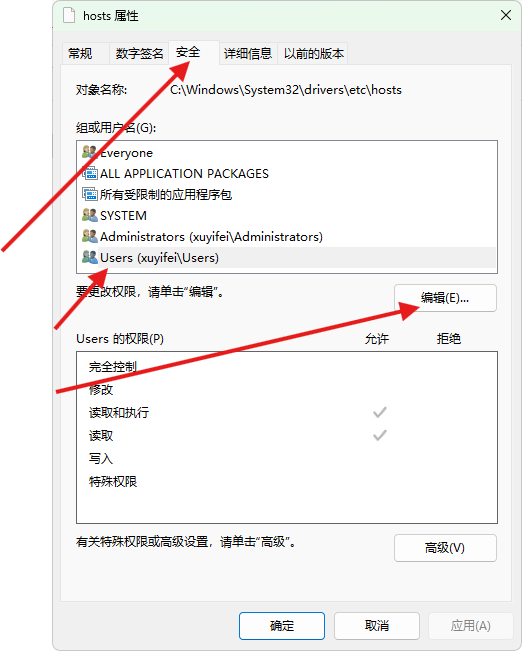 hosts 属性
常规 数字签名 安全 详细信息 以前的版本
对象名称: C:\Windows\System32\drivers\etc\hosts
组或用户名(G):
Everyone
ALL APPLICATION PACKAGES
所有受限制的应用程序包
SYSTEM
Administrators (xuyifei\Administrators)
Users (xuyifei\Users)
要更改权限，请单击"编辑"。
编辑(E)...
Users 的权限(P) 允许 拒绝
完全控制
修改
读取和执行
读取
写入
特殊权限
有关特殊权限或高级设置，请单击"高级"。
高级(V)
确定 取消 应用(A)